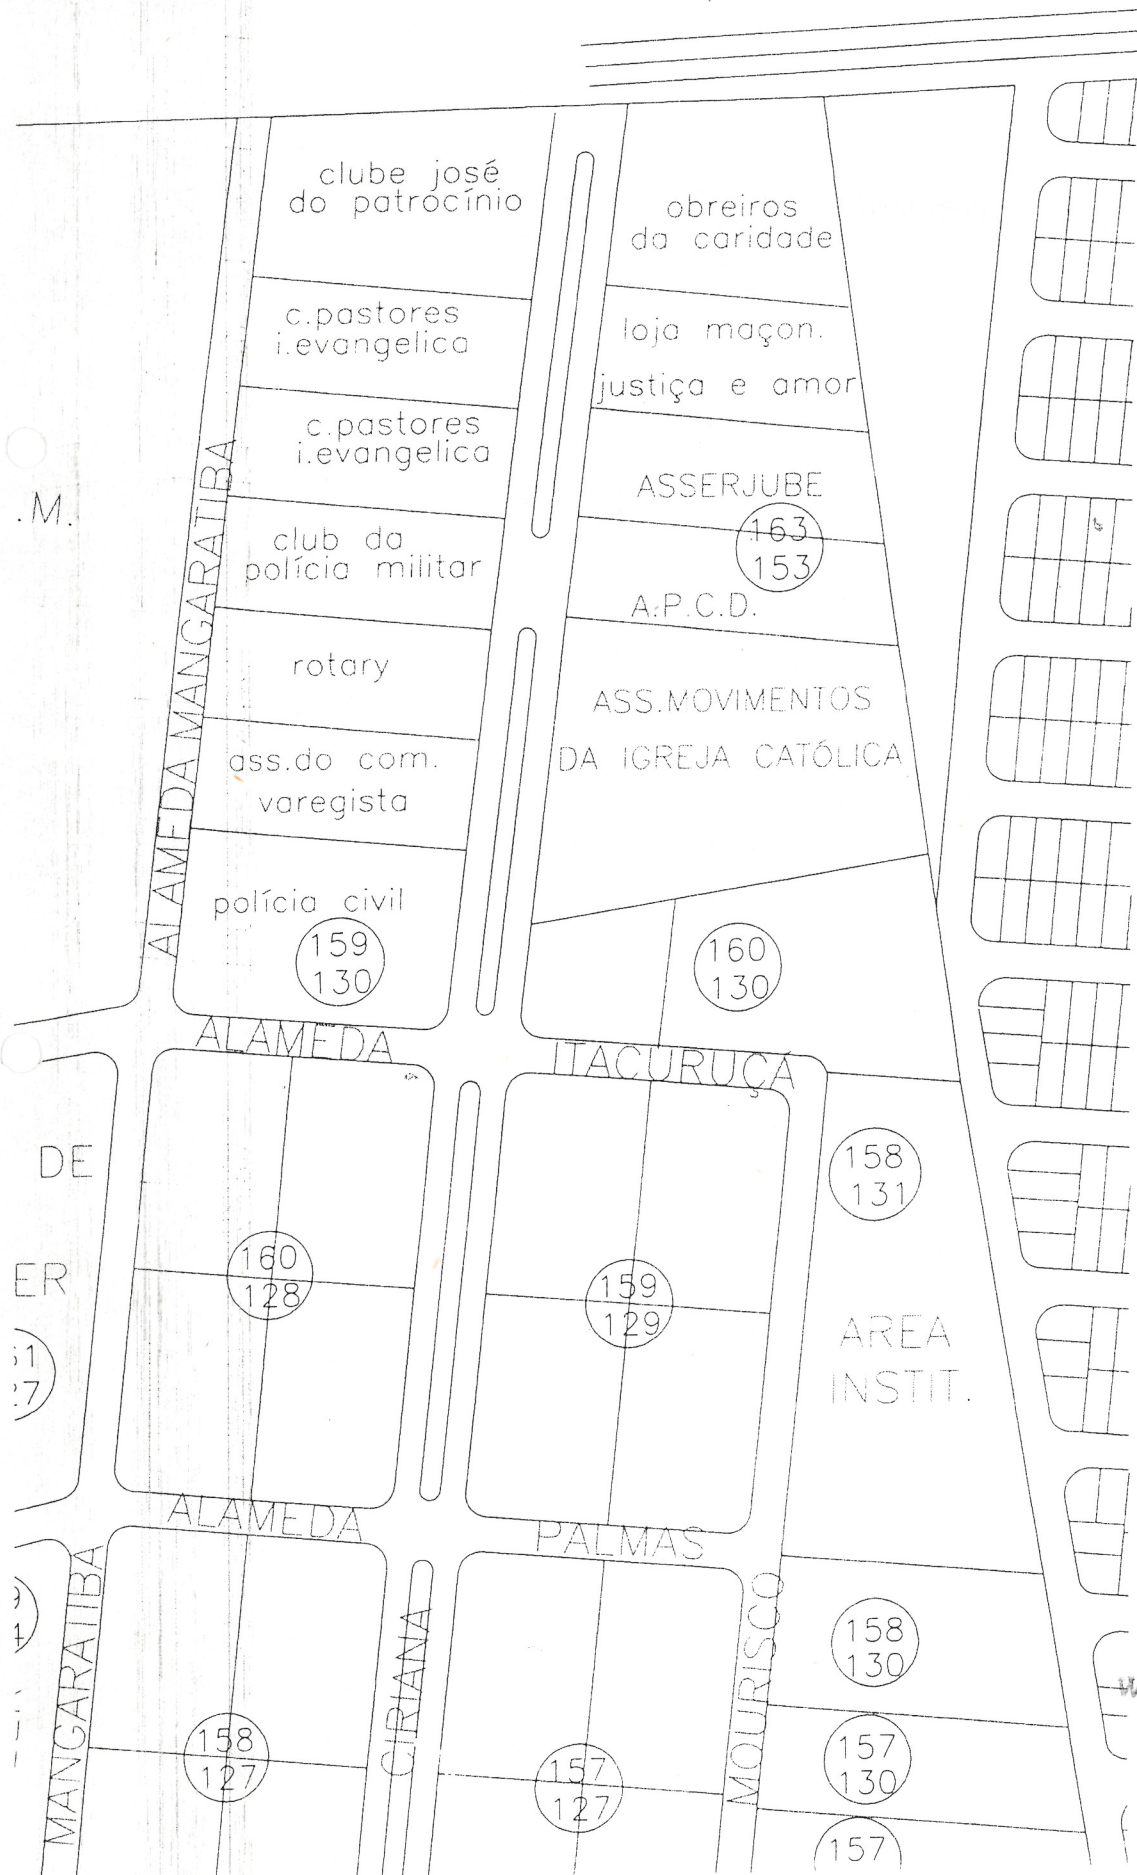 clube josé
do patrocínio
obreiros
da caridade
c.pastores
i.evangelica
loja maçon.
justiça e amor
c.pastores
i.evangelica
ASSERJUBE
.M.
163
153
club da
polícia militar
A.P.C.D.
ALAMEDA MANGARATIBA
rotary
ASS.MOVIMENTOS
DA IGREJA CATÓLICA
ass.do com.
varegista
polícia civil
159
130
160
130
ALAMEDA
ITACURUÇÁ
DE
158
131
ER
160
128
159
129
AREA
INSTIT.
ALAMEDA
PALMAS
MANGARATIBA
CIRIANA
MOURISCO
158
130
158
127
157
127
157
130
157